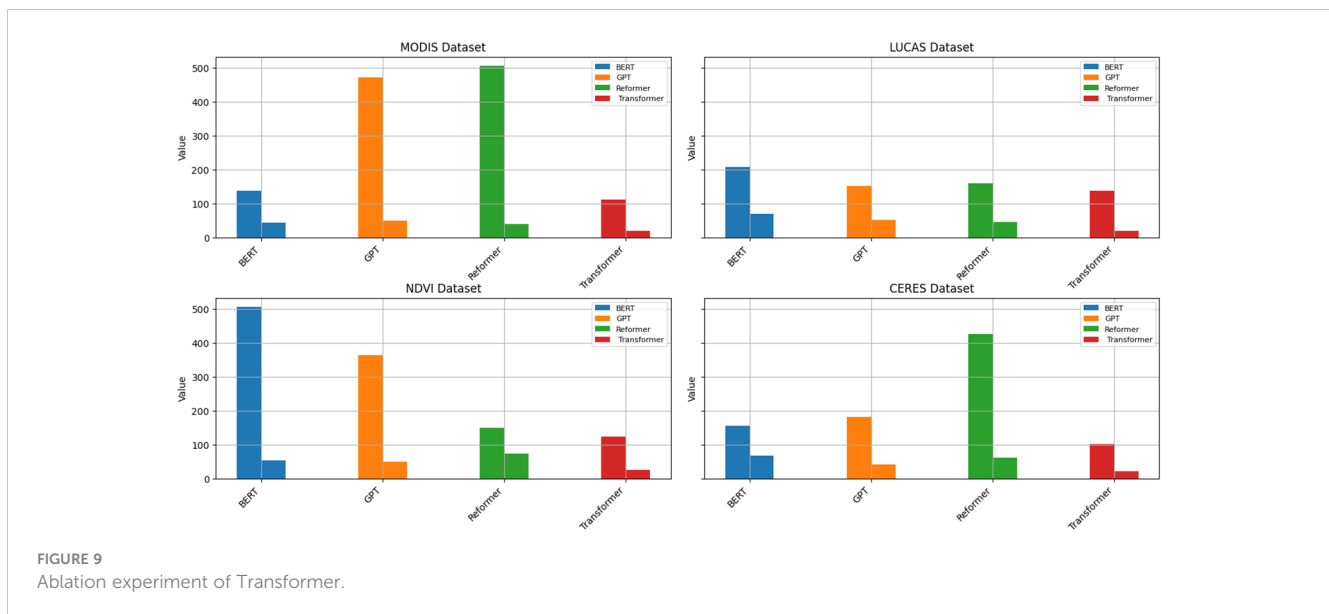 MODIS Dataset
Value
500
400
300
200
100
0
BERT
GPT
Reformer
Transformer
BERT
GPT
Reformer
Transformer
LUCAS Dataset
Value
BERT
GPT
Reformer
Transformer
BERT
GPT
Reformer
Transformer
NDVI Dataset
Value
500
400
300
200
100
0
BERT
GPT
Reformer
Transformer
BERT
GPT
Reformer
Transformer
CERES Dataset
Value
BERT
GPT
Reformer
Transformer
BERT
GPT
Reformer
Transformer
FIGURE 9
Ablation experiment of Transformer.